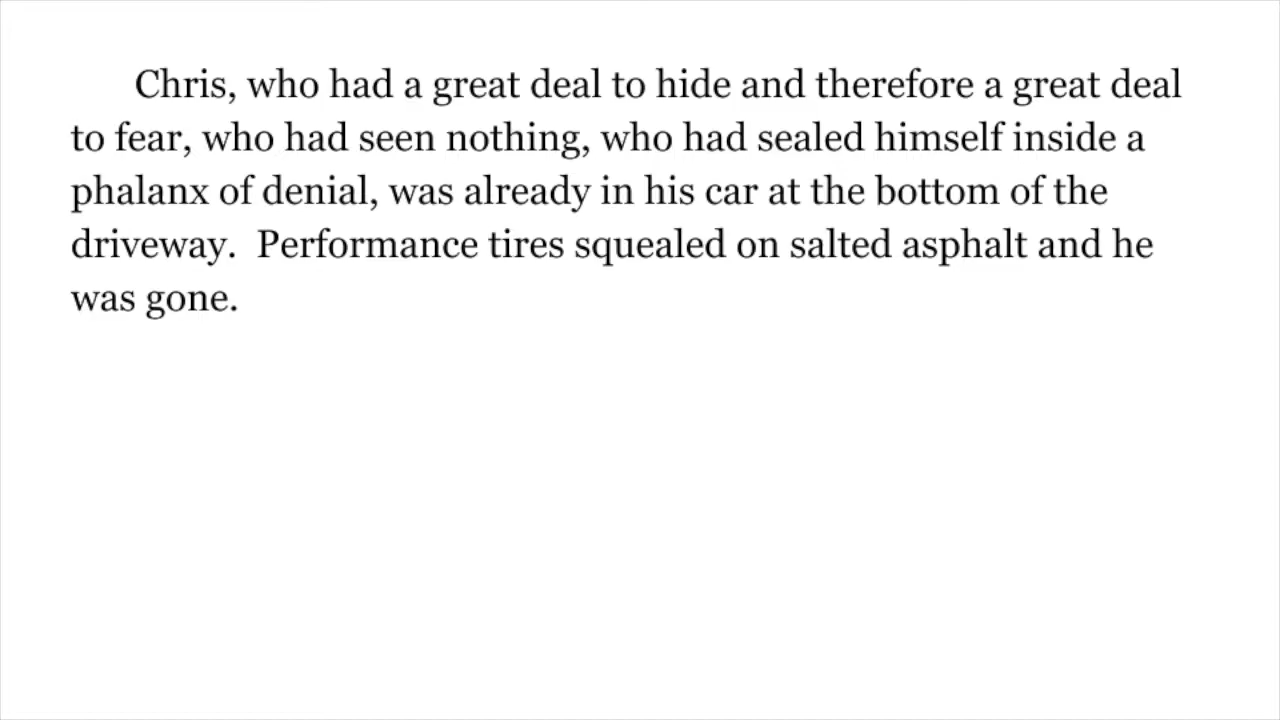 Chris, who had a great deal to hide and therefore a great deal
to fear, who had seen nothing, who had sealed himself inside a
phalanx of denial, was already in his car at the bottom of the
driveway.  Performance tires squealed on salted asphalt and he
was gone.